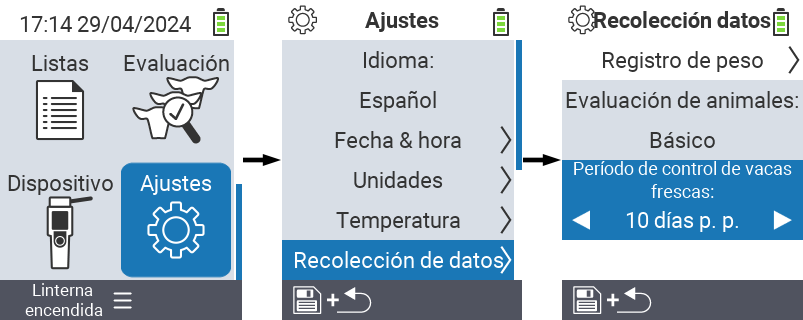 17:14 29/04/2024
Listas
Evaluación
Dispositivo
Ajustes
Linterna
encendida
Ajustes
Idioma:
Español
Fecha & hora
Unidades
Temperatura
Recolección de datos
+
Recolección datos
Registro de peso
Evaluación de animales:
Básico
Período de control de vacas
frescas:
10 días p. p.
+